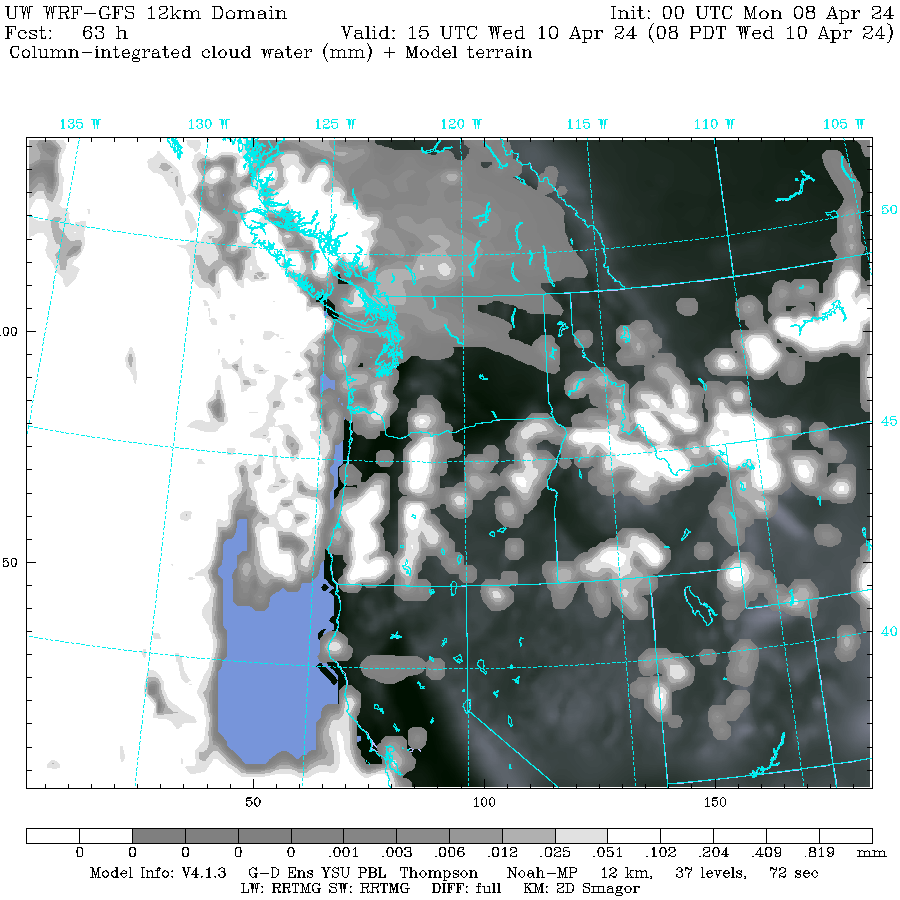 UW WRF-GFS 12km Domain Init: 00 UTC Mon 08 Apr 24
Fcst: 63 h Valid: 15 UTC Wed 10 Apr 24 (08 PDT Wed 10 Apr 24)
Column-integrated cloud water (mm) + Model terrain
135 W 130 W 125 W 120 W 115 W 110 W 105 W
50
00
45
50
40
50 100 150
0 0 0 0 0 .001 .003 .006 .012 .025 .051 .102 .204 .409 .819 mm
Model Info: V4.1.3 G-D Ens YSU PBL Thompson Noah-MP 12 km, 37 levels, 72 sec
LW: RRTMG SW: RRTMG DIFF: full KM: 2D Smagor